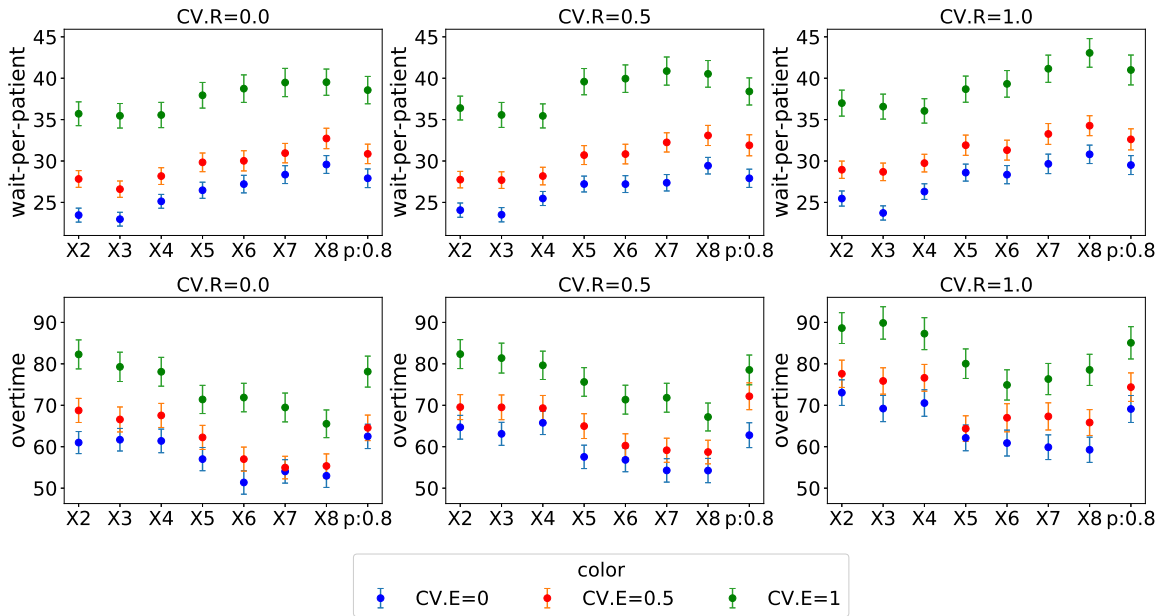 CV.R=0.0 CV.R=0.5 CV.R=1.0
wait-per-patient wait-per-patient wait-per-patient
45 45 45
40 40 40
35 35 35
30 30 30
25 25 25
X2 X3 X4 X5 X6 X7 X8 p:0.8 X2 X3 X4 X5 X6 X7 X8 p:0.8 X2 X3 X4 X5 X6 X7 X8 p:0.8
CV.R=0.0 CV.R=0.5 CV.R=1.0
overtime overtime overtime
90 90 90
80 80 80
70 70 70
60 60 60
50 50 50
X2 X3 X4 X5 X6 X7 X8 p:0.8 X2 X3 X4 X5 X6 X7 X8 p:0.8 X2 X3 X4 X5 X6 X7 X8 p:0.8
color
CV.E=0 CV.E=0.5 CV.E=1